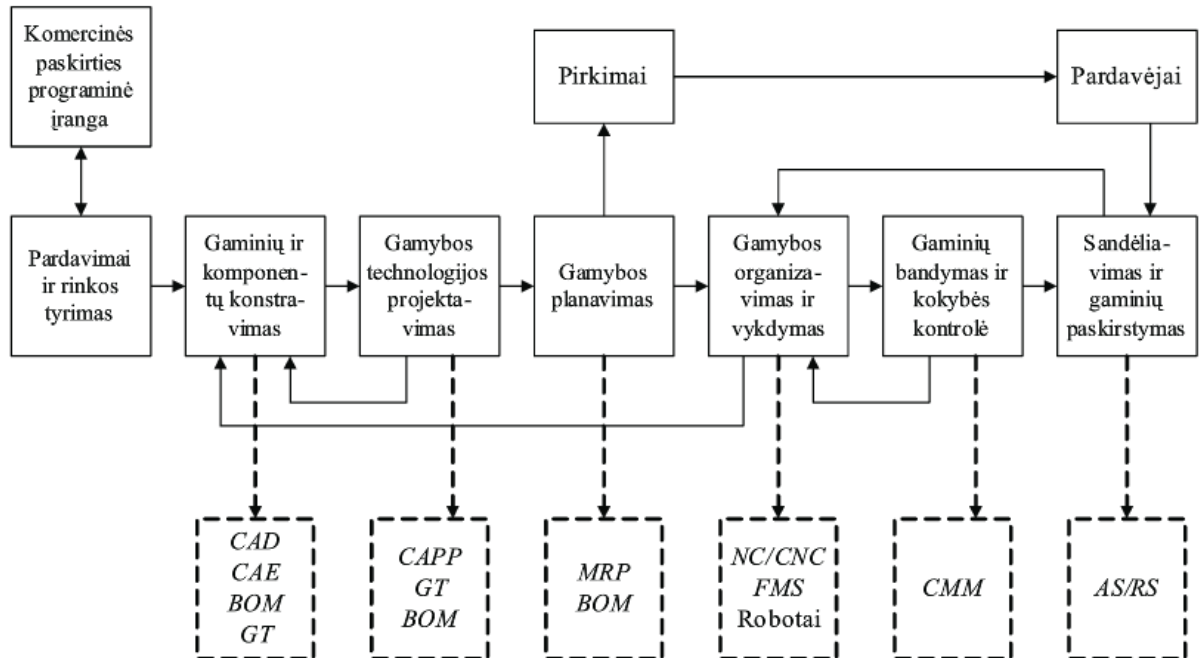 Komercinės
paskirties
programinė
įranga
Pirkimai
Pardavėjai
Pardavimai
ir rinkos
tyrimas
Gaminių ir
komponen-
tų konstra-
vimas
Gamybos
technologijos
projekta-
vimas
Gamybos
planavimas
Gamybos
organiza-
vimas ir
vykdymas
Gaminių
bandymas ir
kokybės
kontrolė
Sandėlia-
vimas ir
gaminių
paskirstymas
CAD
CAE
BOM
GT
CAPP
GT
BOM
MRP
BOM
NC/CNC
FMS
Robotai
CMM
AS/RS